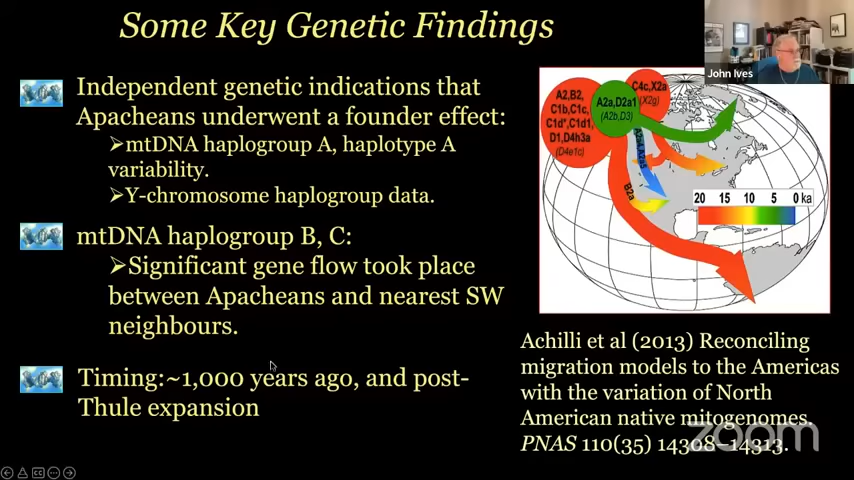 Some Key Genetic Findings
John Ives
Independent genetic indications that
Apacheans underwent a founder effect:
➢mtDNA haplogroup A, haplotype A
variability.
➢Y-chromosome haplogroup data.
mtDNA haplogroup B, C:
➢Significant gene flow took place
between Apacheans and nearest SW
neighbours.
Timing:~1,000 years ago, and post-
Thule expansion
A2, B2,
C1b, C1c,
C1d*,C1d1,
D1, D4h3a
(D4e1c)
A2a, D2a1
(A2b, D3)
C4c, X2a
(X2g)
B2a
20 15 10 5 0 ka
Achilli et al (2013) Reconciling
migration models to the Americas
with the variation of North
American native mitogenomes.
PNAS 110(35) 14308–14313.
zoom